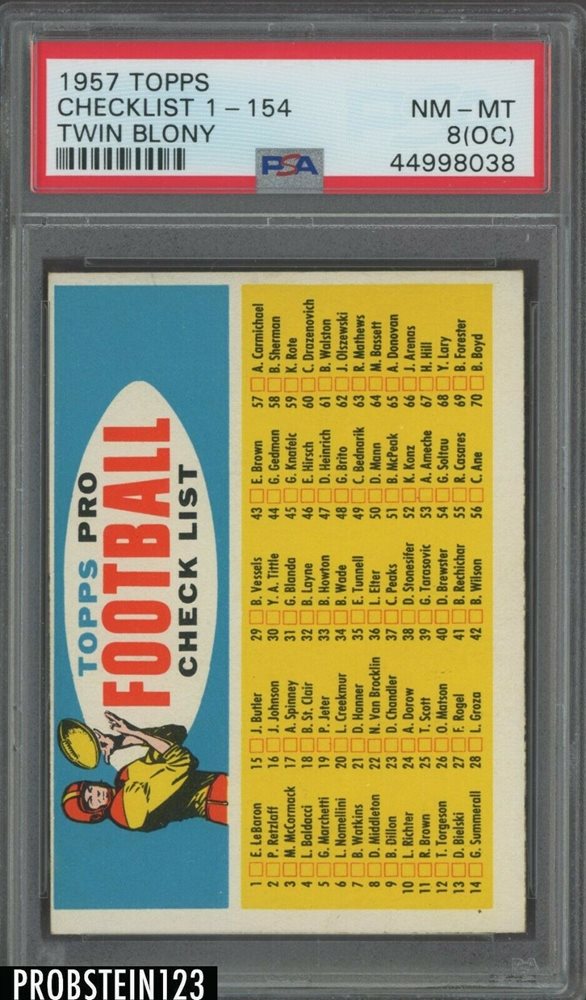 1957 TOPPS
CHECKLIST 1 - 154
TWIN BLONY
NM - MT
8(OC)
PSA
44998038
TOPPS PRO
FOOTBALL
CHECK LIST
1 E. LeBaron
2 P. Retzlaff
3 M. McCormack
4 L. Baldacci
5 G. Marchetti
6 L. Nomellini
7 B. Watkins
8 D. Middleton
9 B. Dillon
10 L. Richter
11 R. Brown
12 T. Torgeson
13 D. Bielski
14 G. Summerall
15 J. Butler
16 J. Johnson
17 A. Spinney
18 B. St. Clair
19 P. Jeter
20 L. Creekmur
21 D. Hanner
22 N. Van Brocklin
23 D. Chandler
24 A. Dorow
25 T. Scott
26 O. Matson
27 F. Rogel
28 L. Groza
29 B. Vessels
30 Y. A. Tittle
31 G. Blanda
32 B. Layne
33 B. Howton
34 B. Wade
35 E. Tunnell
36 L. Elter
37 C. Peaks
38 D. Stonesifer
39 G. Tarasovic
40 D. Brewster
41 B. Rechichar
42 B. Wilson
43 E. Brown
44 G. Gedman
45 G. Knafelc
46 E. Hirsch
47 D. Heinrich
48 G. Brito
49 C. Bednarik
50 D. Mann
51 B. McPeak
52 K. Konz
53 A. Ameche
54 G. Soltau
55 R. Casares
56 C. Ane
57 A. Carmichael
58 B. Sherman
59 K. Rote
60 C. Drazenovich
61 B. Walston
62 J. Olszewski
63 R. Mathews
64 M. Bassett
65 A. Donovan
66 J. Arenas
67 H. Hill
68 Y. Lary
69 B. Forester
70 B. Boyd
PROBSTEIN123